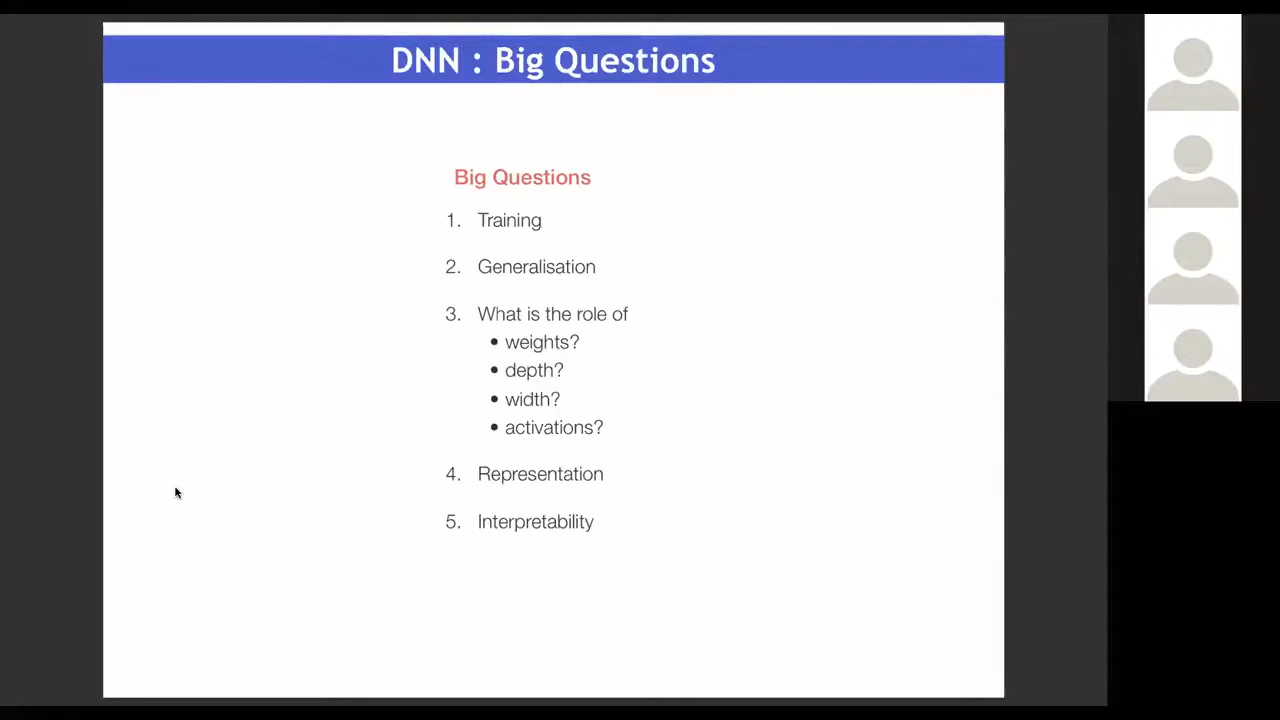 DNN : Big Questions
Big Questions
1. Training
2. Generalisation
3. What is the role of
• weights?
• depth?
• width?
• activations?
4. Representation
5. Interpretability